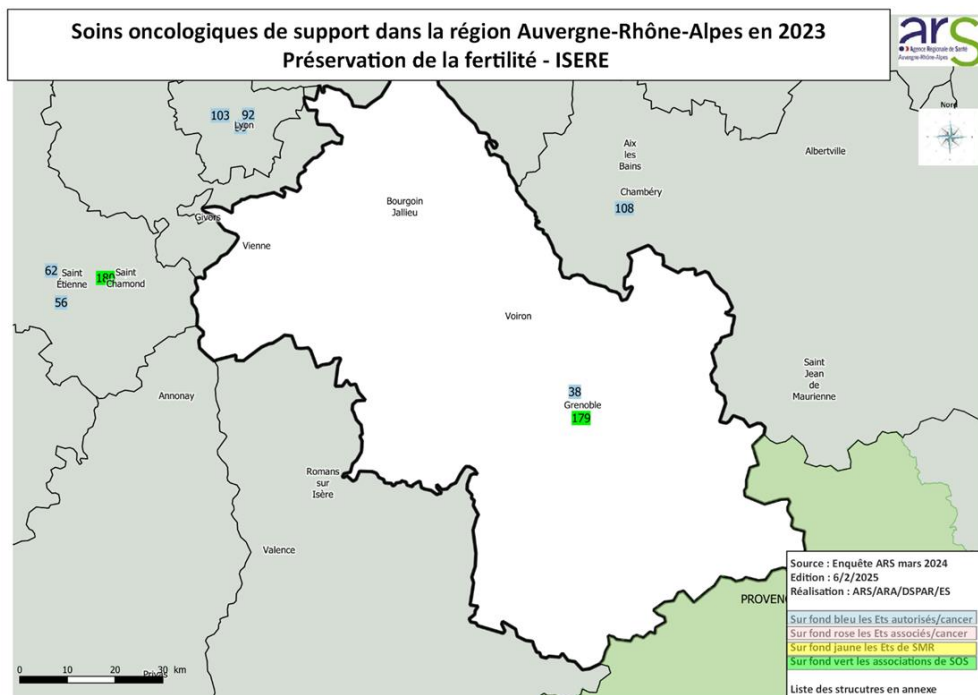 Soins oncologiques de support dans la région Auvergne-Rhône-Alpes en 2023
Préservation de la fertilité - ISERE
ars
Agence Régionale de Santé
Auvergne-Rhône-Alpes
Nord
103
92
Lyon
Aix
les
Bains
Albertville
Chambéry
108
Bourgoin
Jallieu
Givors
Vienne
62
Saint
Étienne
180
Saint
Chamond
56
Voiron
Saint
Jean
de
Maurienne
38
Grenoble
179
Annonay
Romans
sur
Isère
Valence
PROVENC
Privas
0 10 20 30 km
Source : Enquête ARS mars 2024
Edition : 6/2/2025
Réalisation : ARS/ARA/DSPAR/ES
Sur fond bleu les Ets autorisés/cancer
Sur fond rose les Ets associés/cancer
Sur fond jaune les Ets de SMR
Sur fond vert les associations de SOS
Liste des strucutres en annexe